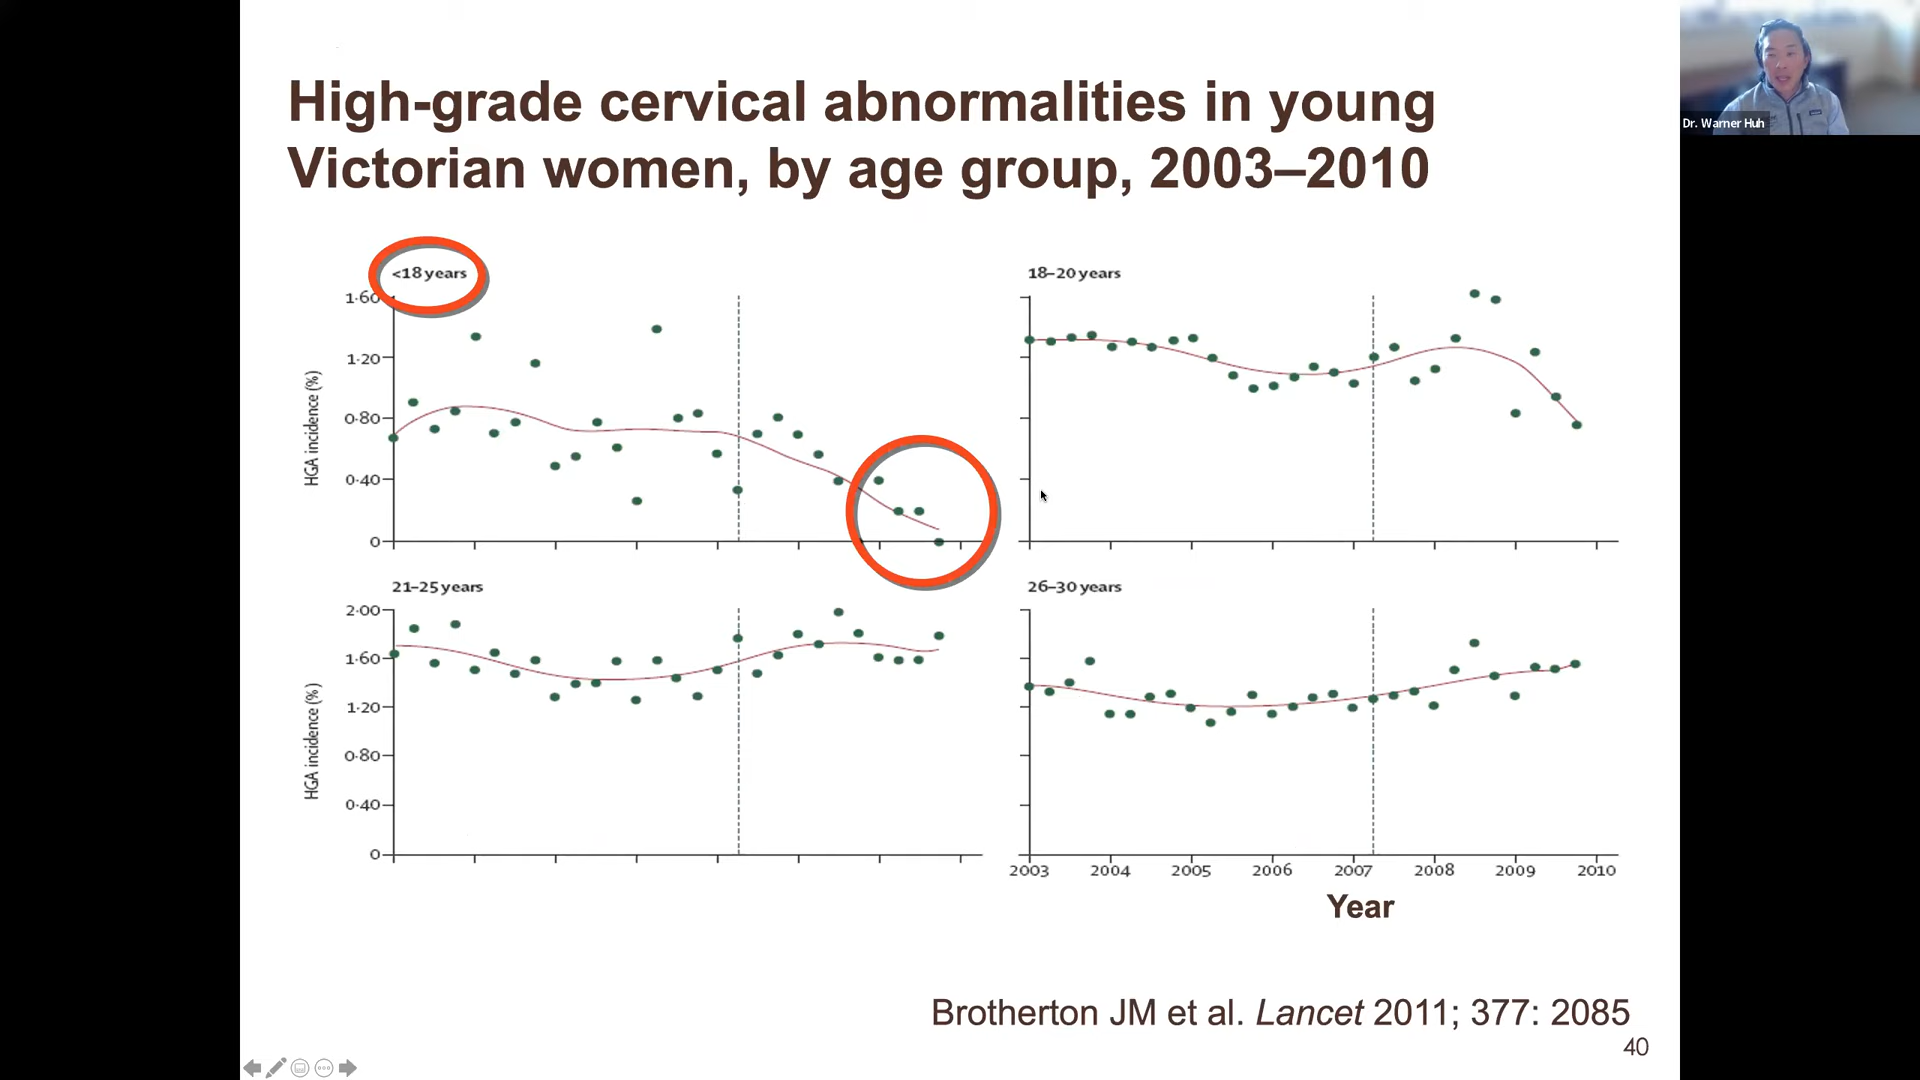 High-grade cervical abnormalities in young
Victorian women, by age group, 2003–2010
Dr. Warner Huh
<18 years
1·60
1·20
0·80
0·40
0
HGA incidence (%)
18–20 years
21–25 years
2·00
1·60
1·20
0·80
0·40
0
HGA incidence (%)
26–30 years
2003 2004 2005 2006 2007 2008 2009 2010
Year
Brotherton JM et al. Lancet 2011; 377: 2085
40